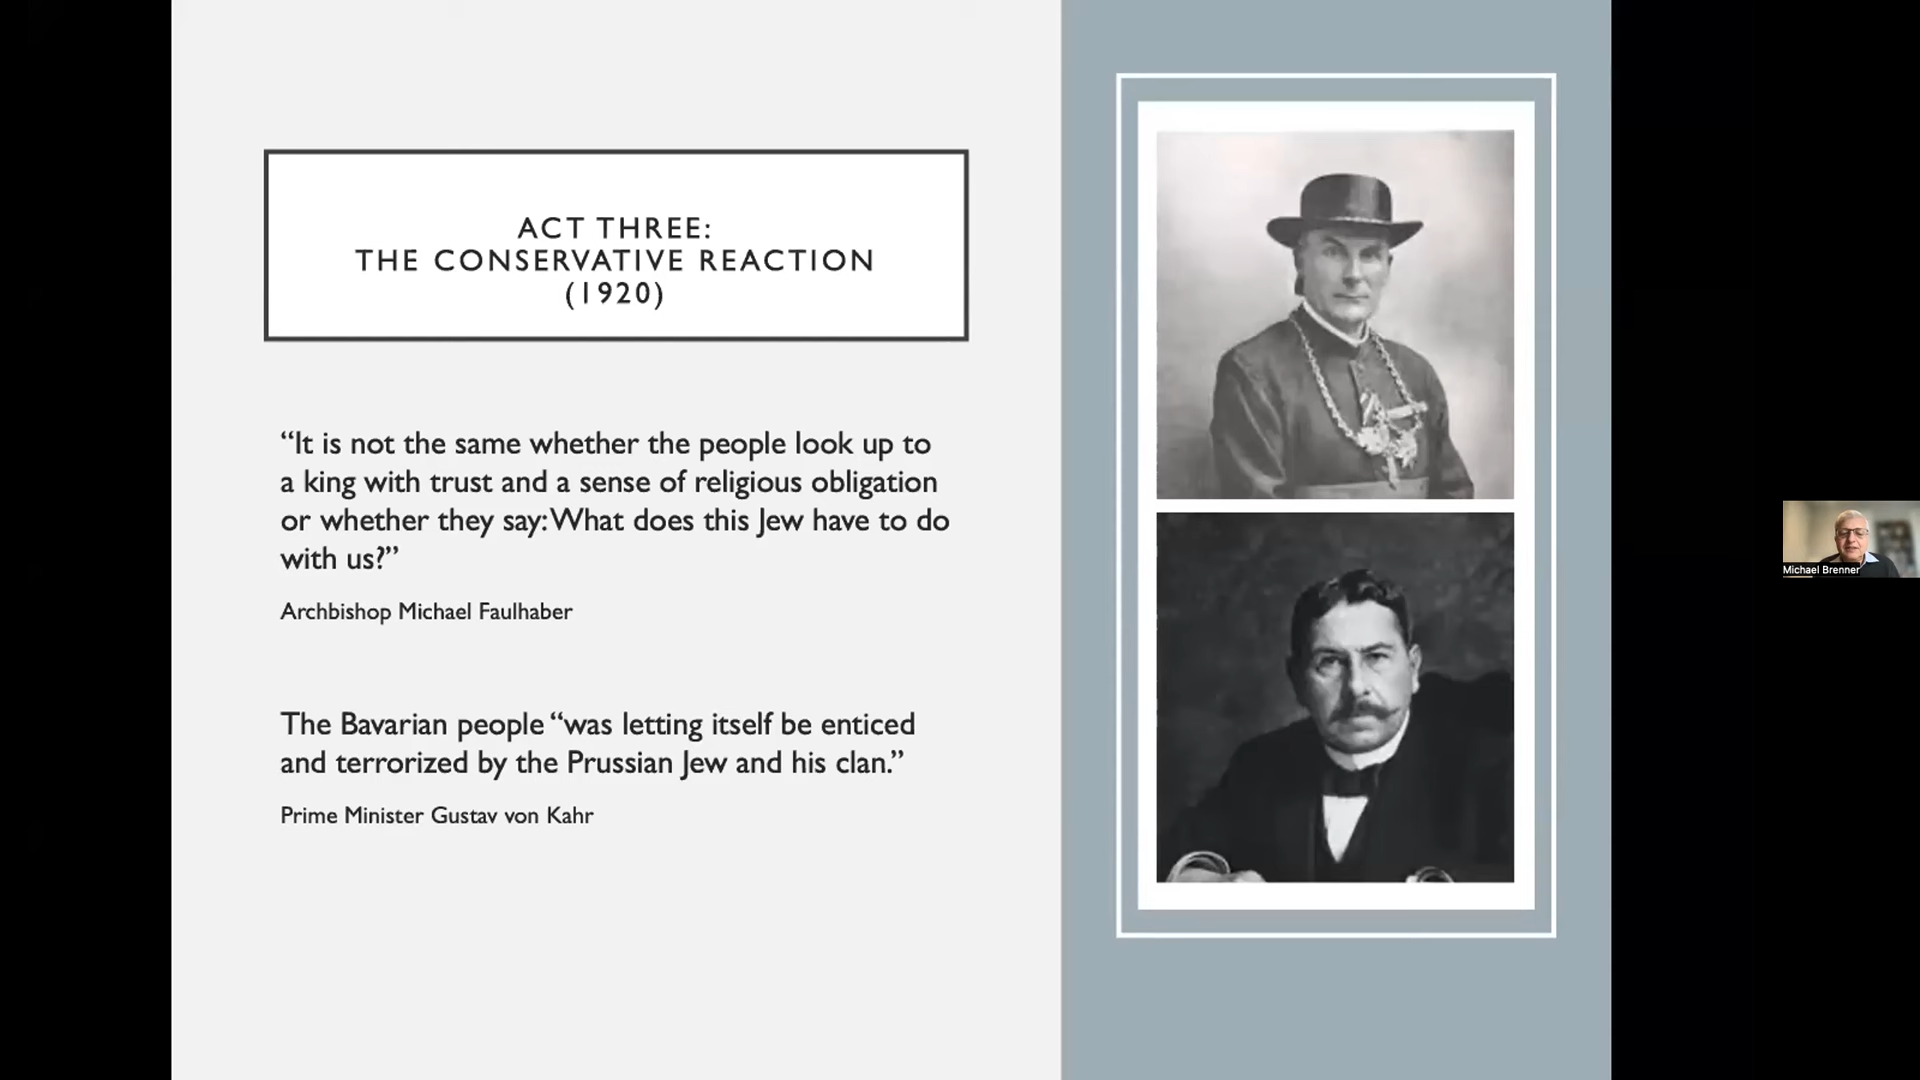 ACT THREE:
THE CONSERVATIVE REACTION
(1920)
“It is not the same whether the people look up to
a king with trust and a sense of religious obligation
or whether they say: What does this Jew have to do
with us?”
Archbishop Michael Faulhaber
The Bavarian people “was letting itself be enticed
and terrorized by the Prussian Jew and his clan.”
Prime Minister Gustav von Kahr
Michael Brenner